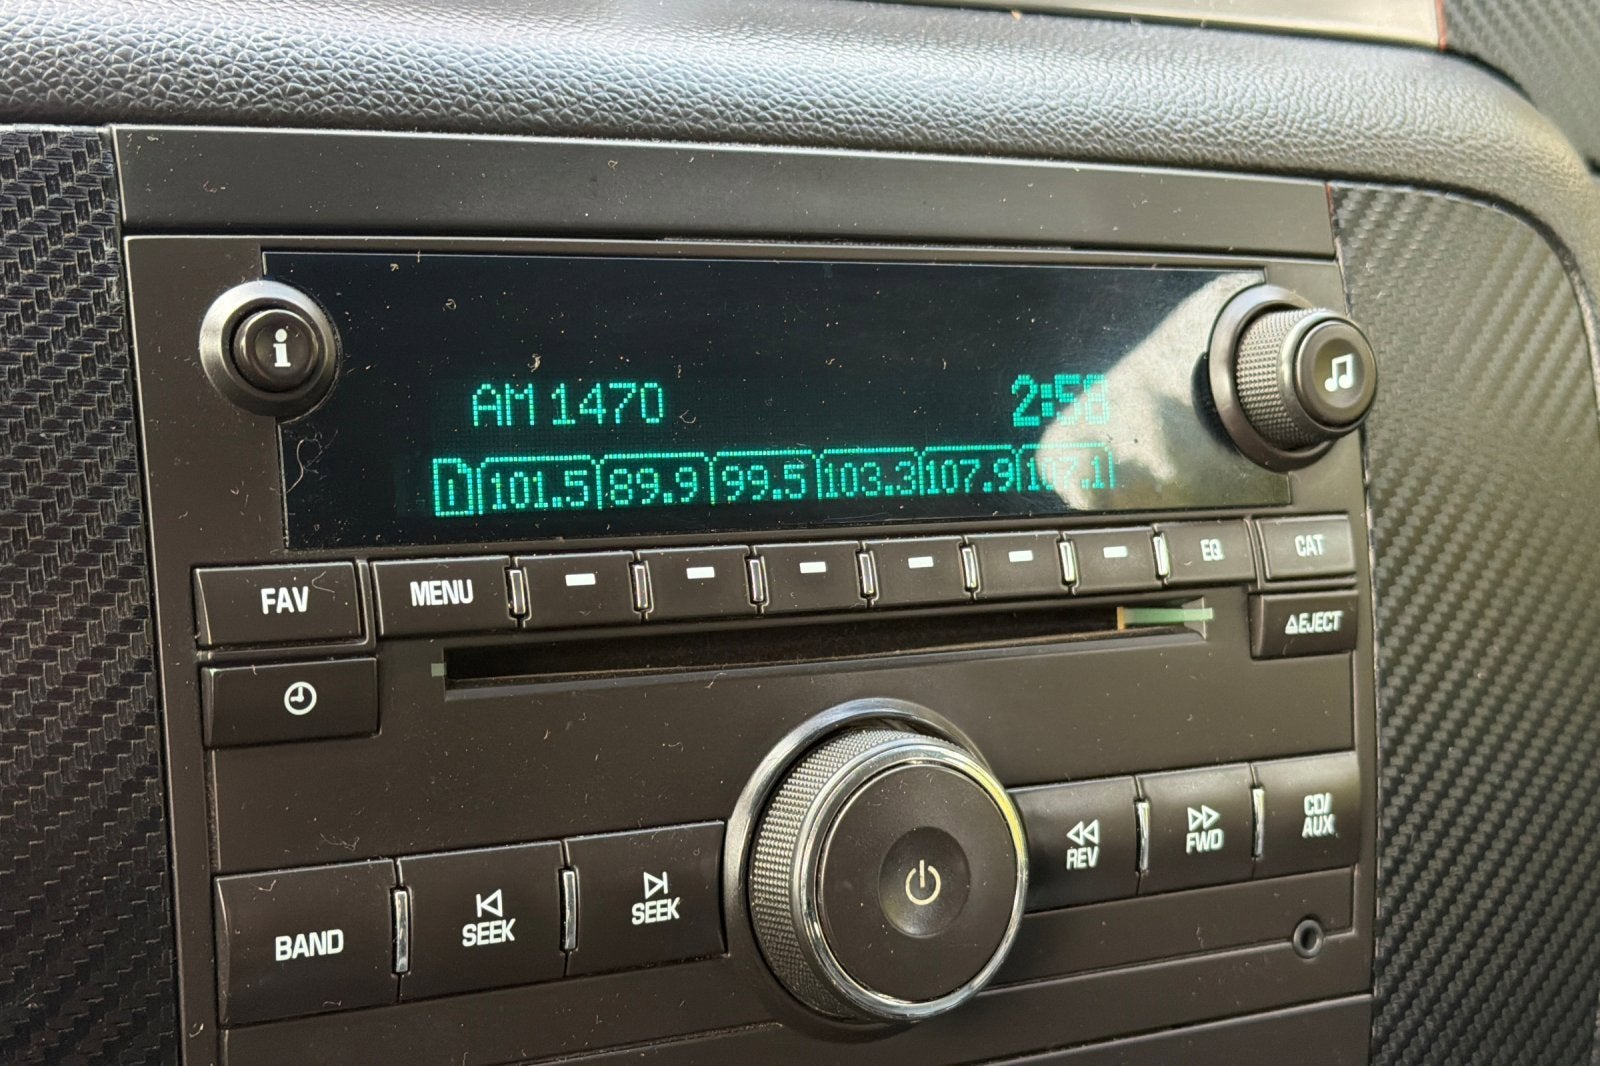 i
AM 1470 2:58
1 101.5 89.9 99.5 103.3 107.9 107.1
FAV MENU EQ CAT
EJECT
BAND SEEK SEEK REV FWD CD/
AUX